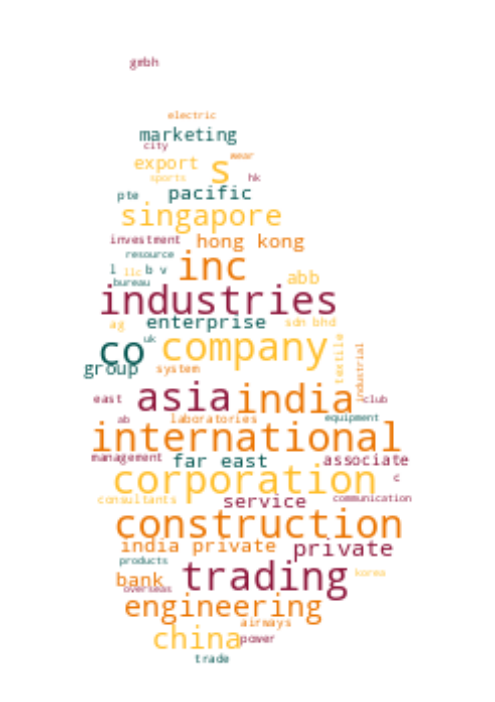 gmbh
electric
marketing
city
wear
export s
sports hk
pte pacific
singapore
investment hong kong
resource
inc
l llc b v
bureau abb
industries
ag enterprise sdn bhd
uk
co company textile
group system industrial
east asia india club
ab laboratories equipment
international
management far east associate
corporation c
consultants service communication
construction
india private private
products
bank trading korea
overseas
engineering
airways
china power
trade